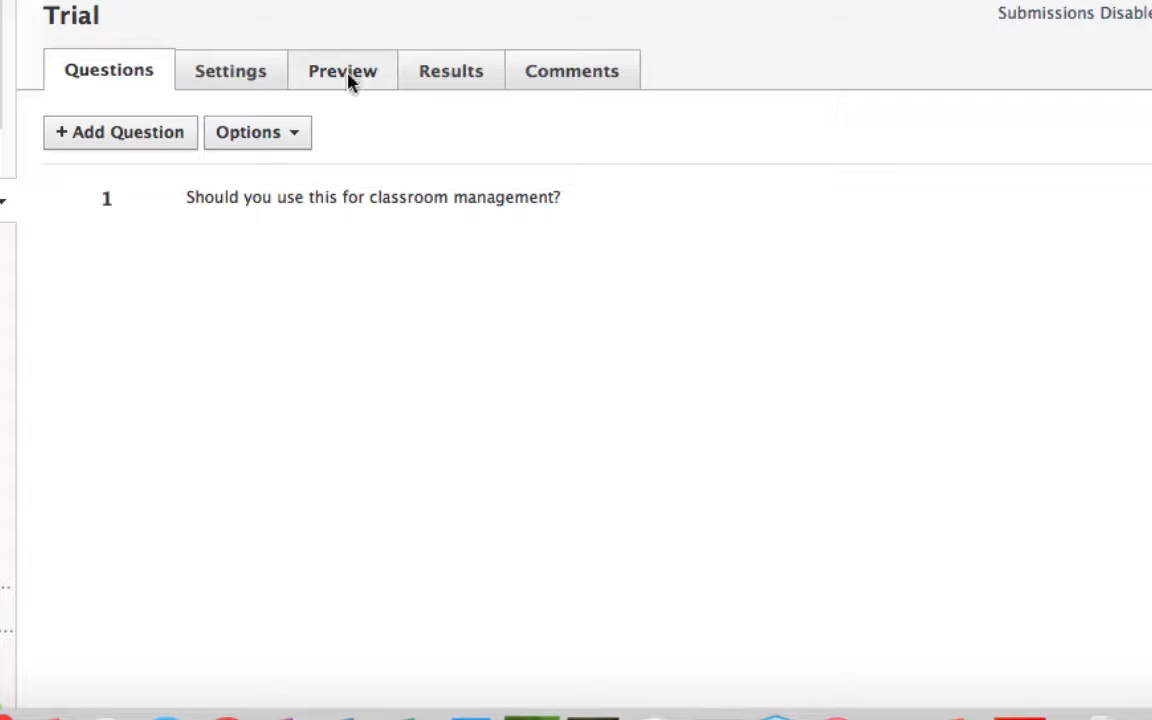 Trial
Submissions Disable
Questions Settings Preview Results Comments
+ Add Question Options
1 Should you use this for classroom management?